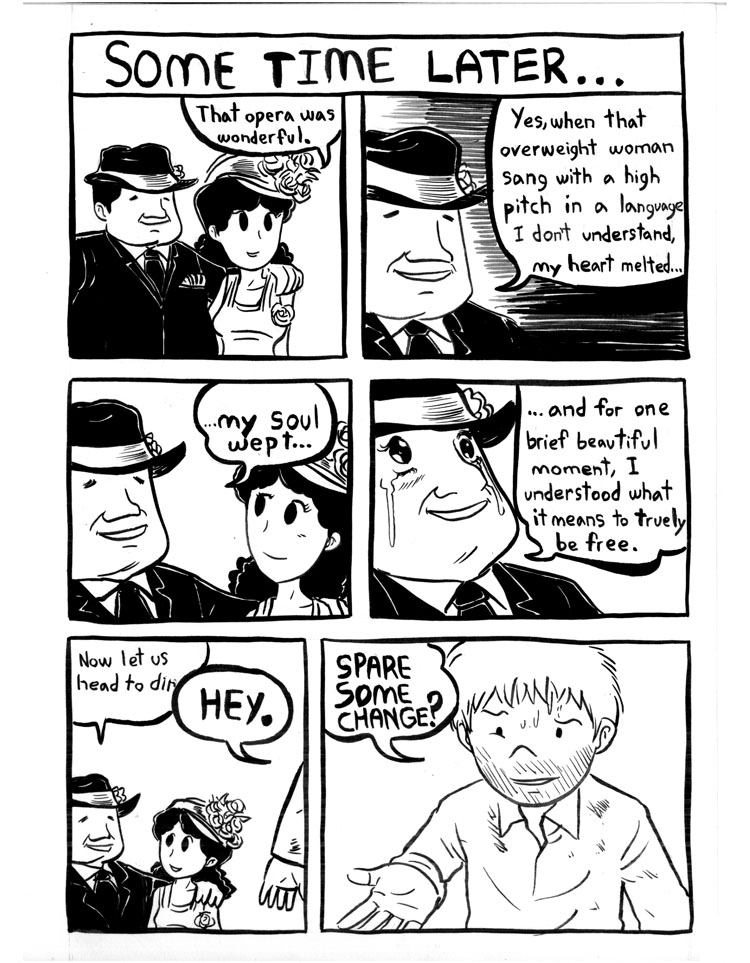 SOME TIME LATER...
That opera was
wonderful.
Yes, when that
overweight woman
sang with a high
pitch in a language
I don't understand,
my heart melted...
...my soul
wept...
... and for one
brief beautiful
moment, I
understood what
it means to truely
be free.
Now let us
head to din
HEY.
SPARE
SOME
CHANGE?